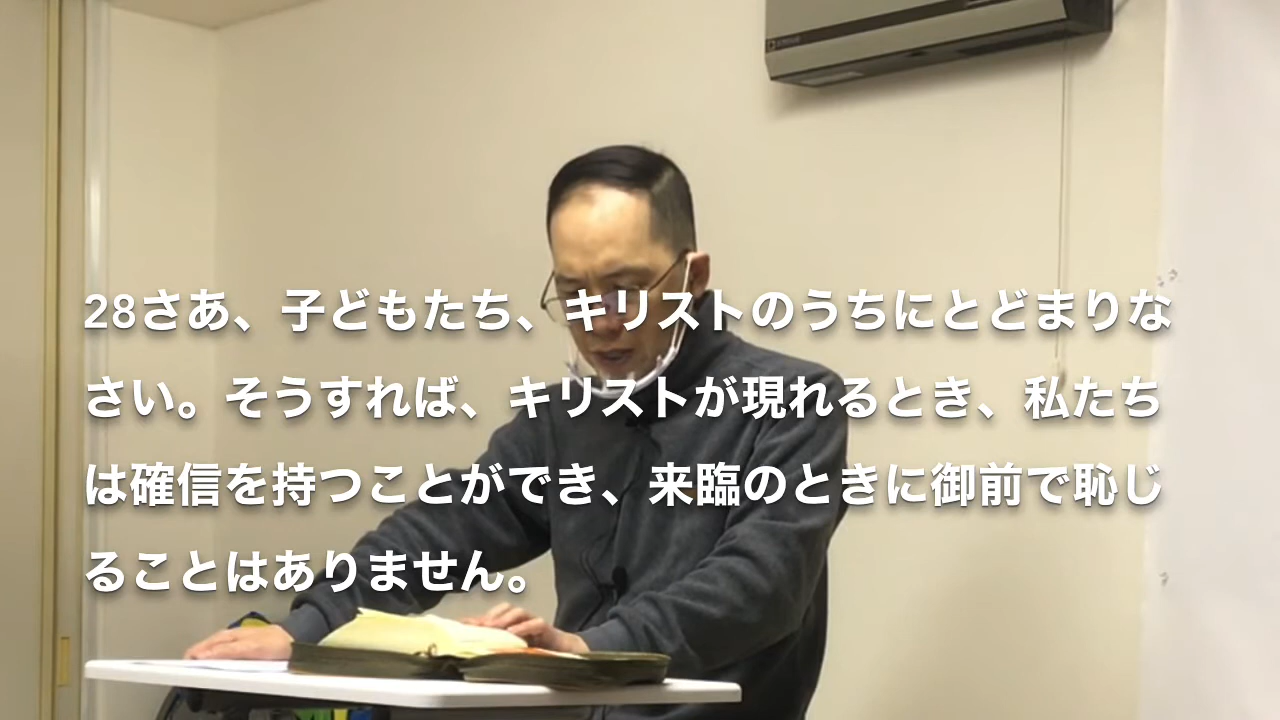 28さあ、子どもたち、キリストのうちにとどまりな
さい。そうすれば、キリストが現れるとき、私たち
は確信を持つことができ、来臨のときに御前で恥じ
ることはありません。